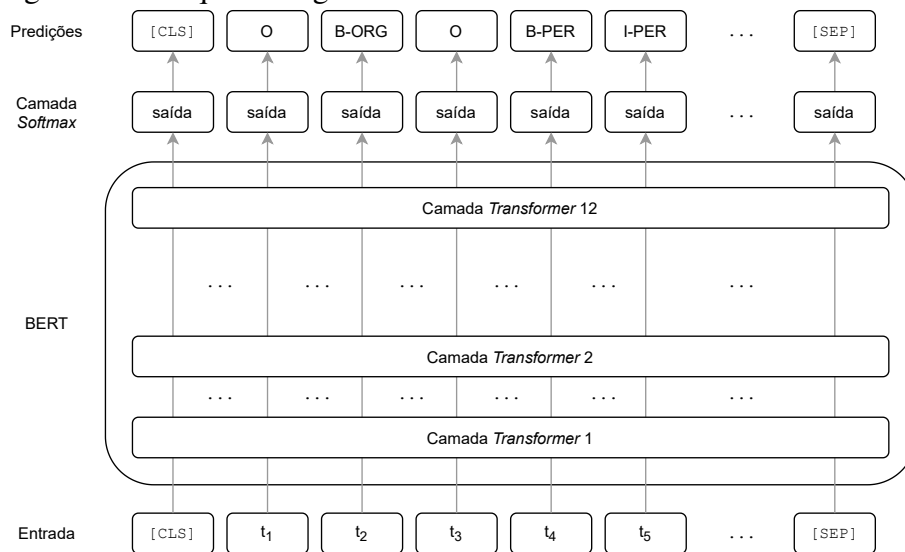 Predições [CLS] O B-ORG O B-PER I-PER ... [SEP]
Camada
Softmax
saída saída saída saída saída saída ... saída
Camada Transformer 12
... ... ... ... ... ...
BERT
Camada Transformer 2
... ... ... ... ... ...
Camada Transformer 1
Entrada [CLS] t1 t2 t3 t4 t5 ... [SEP]